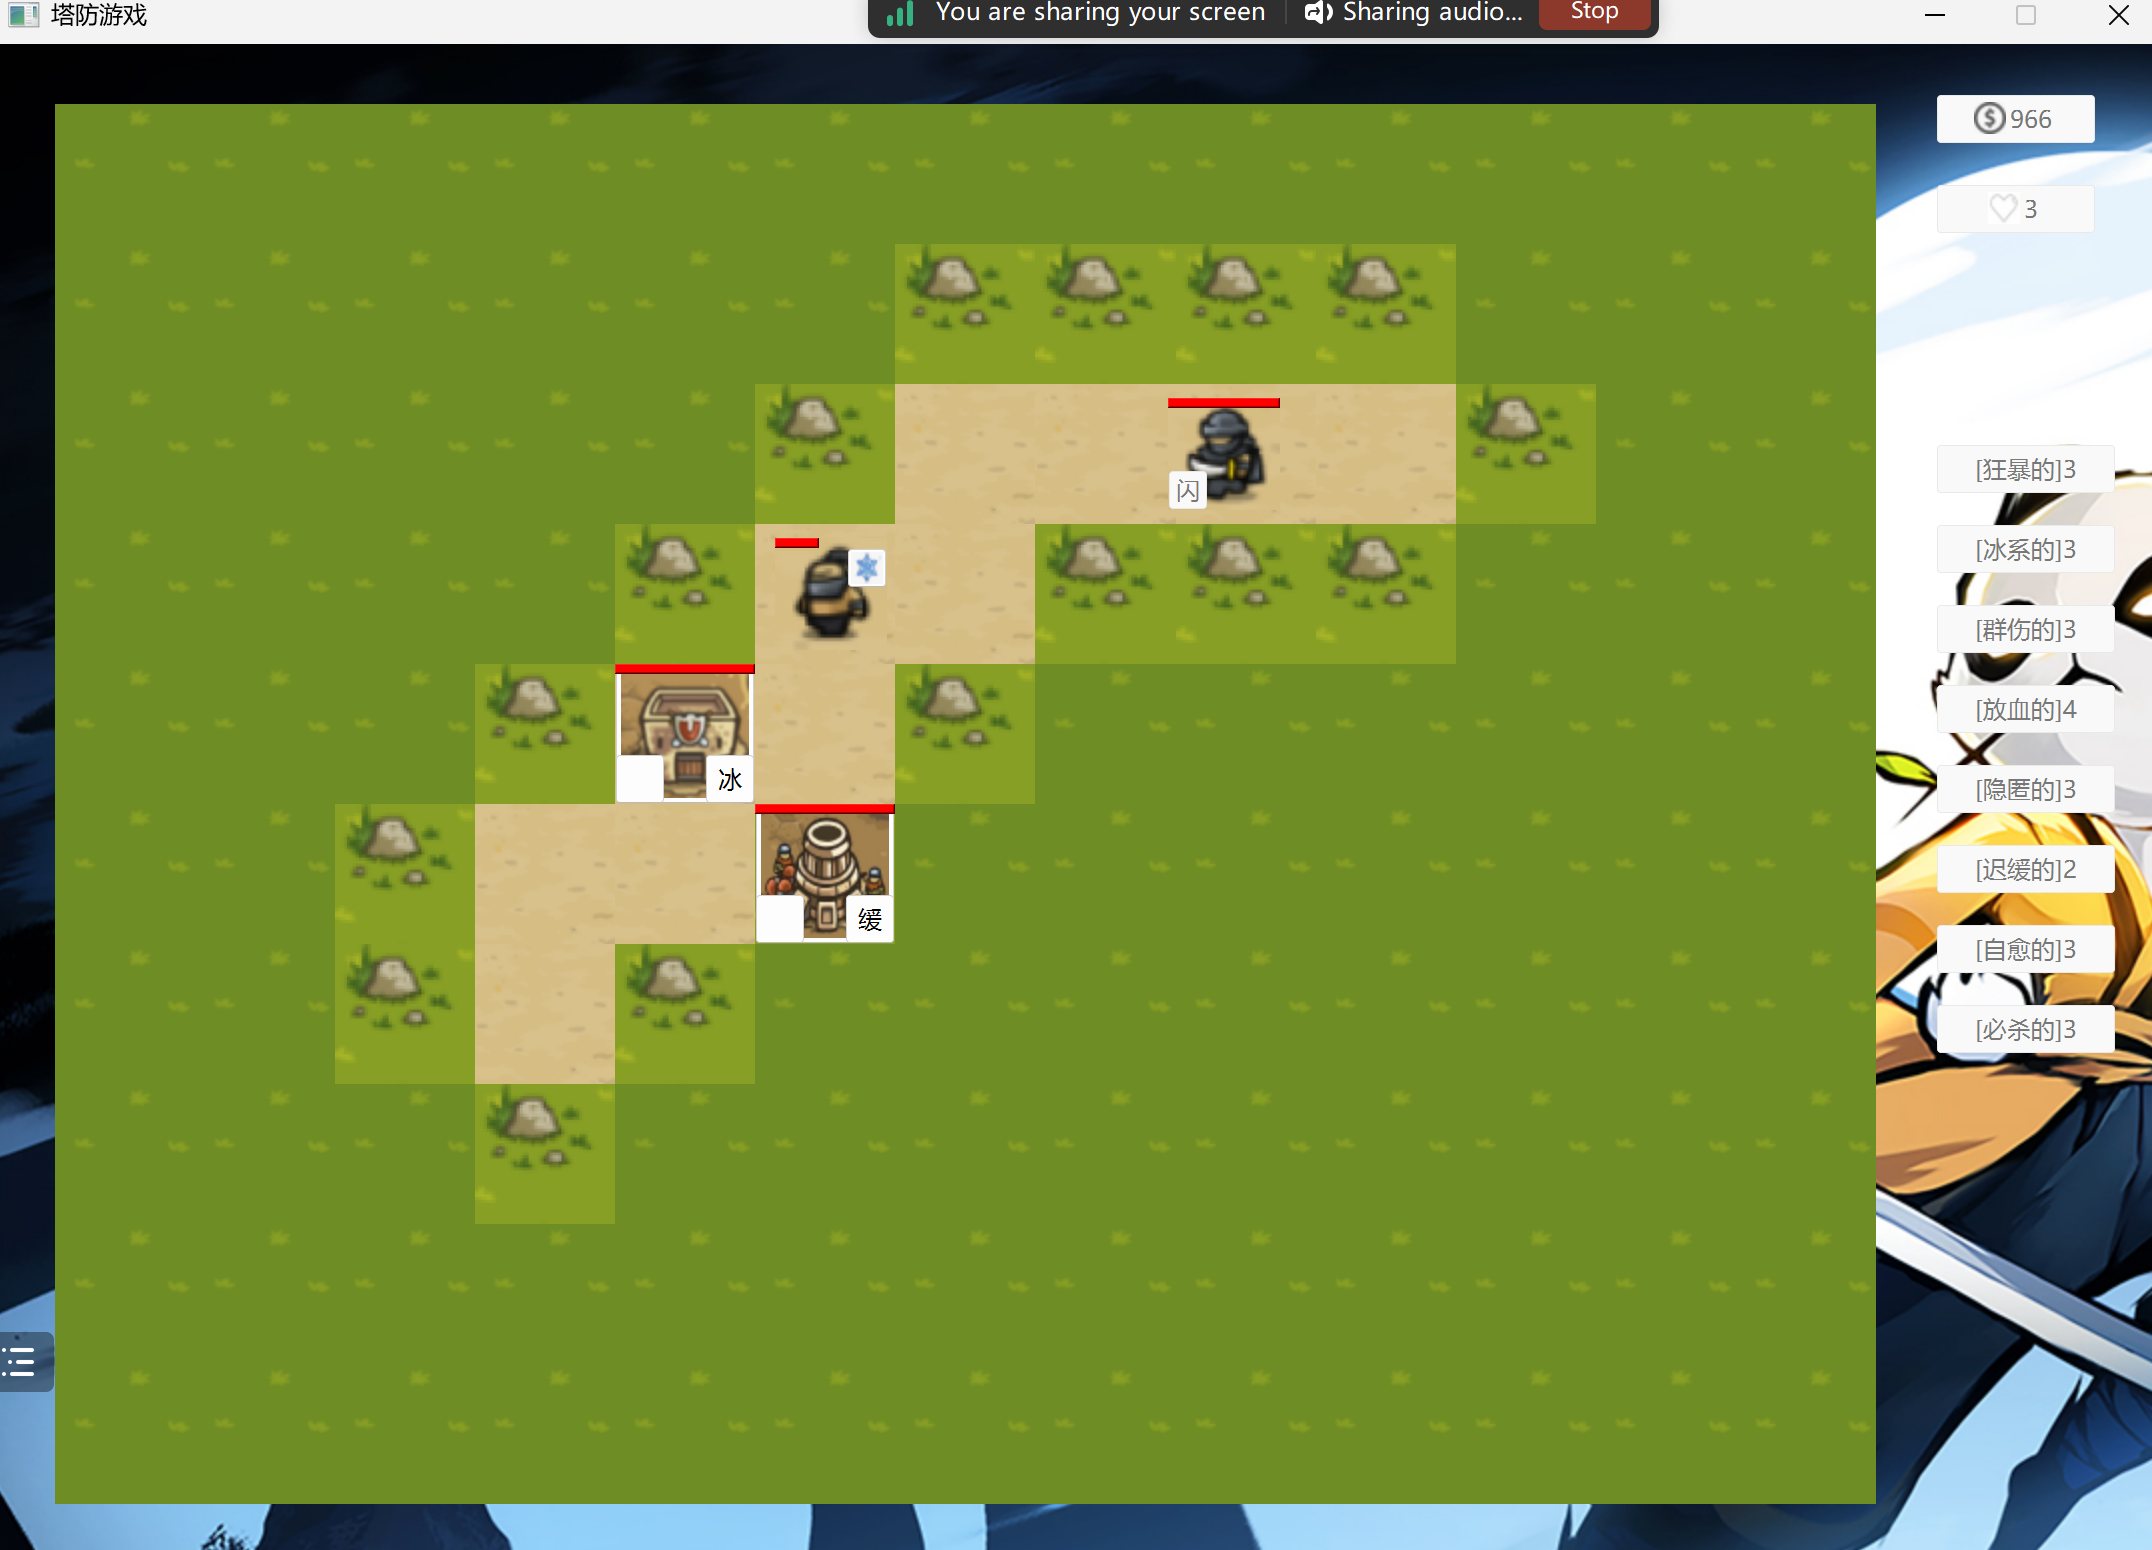 塔防游戏
You are sharing your screen
Sharing audio...
Stop
966
3
[狂暴的]3
闪
[冰系的]3
[群伤的]3
[放血的]4
冰
[隐匿的]3
[迟缓的]2
缓
[自愈的]3
[必杀的]3